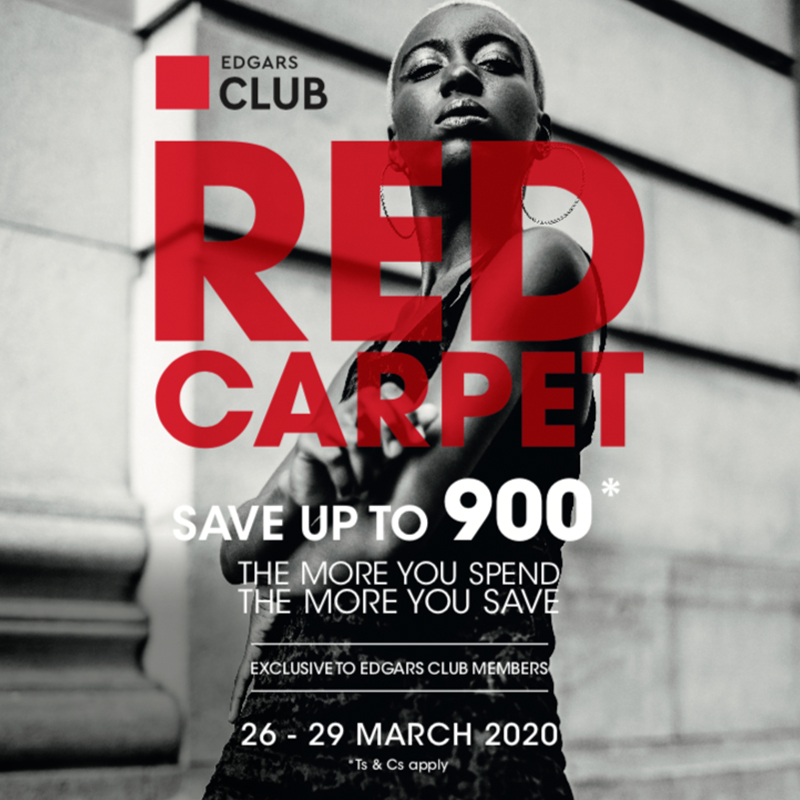 EDGARS
CLUB
RED
CARPET
SAVE UP TO 900*
THE MORE YOU SPEND
THE MORE YOU SAVE
EXCLUSIVE TO EDGARS CLUB MEMBERS
26 - 29 MARCH 2020
*Ts & Cs apply